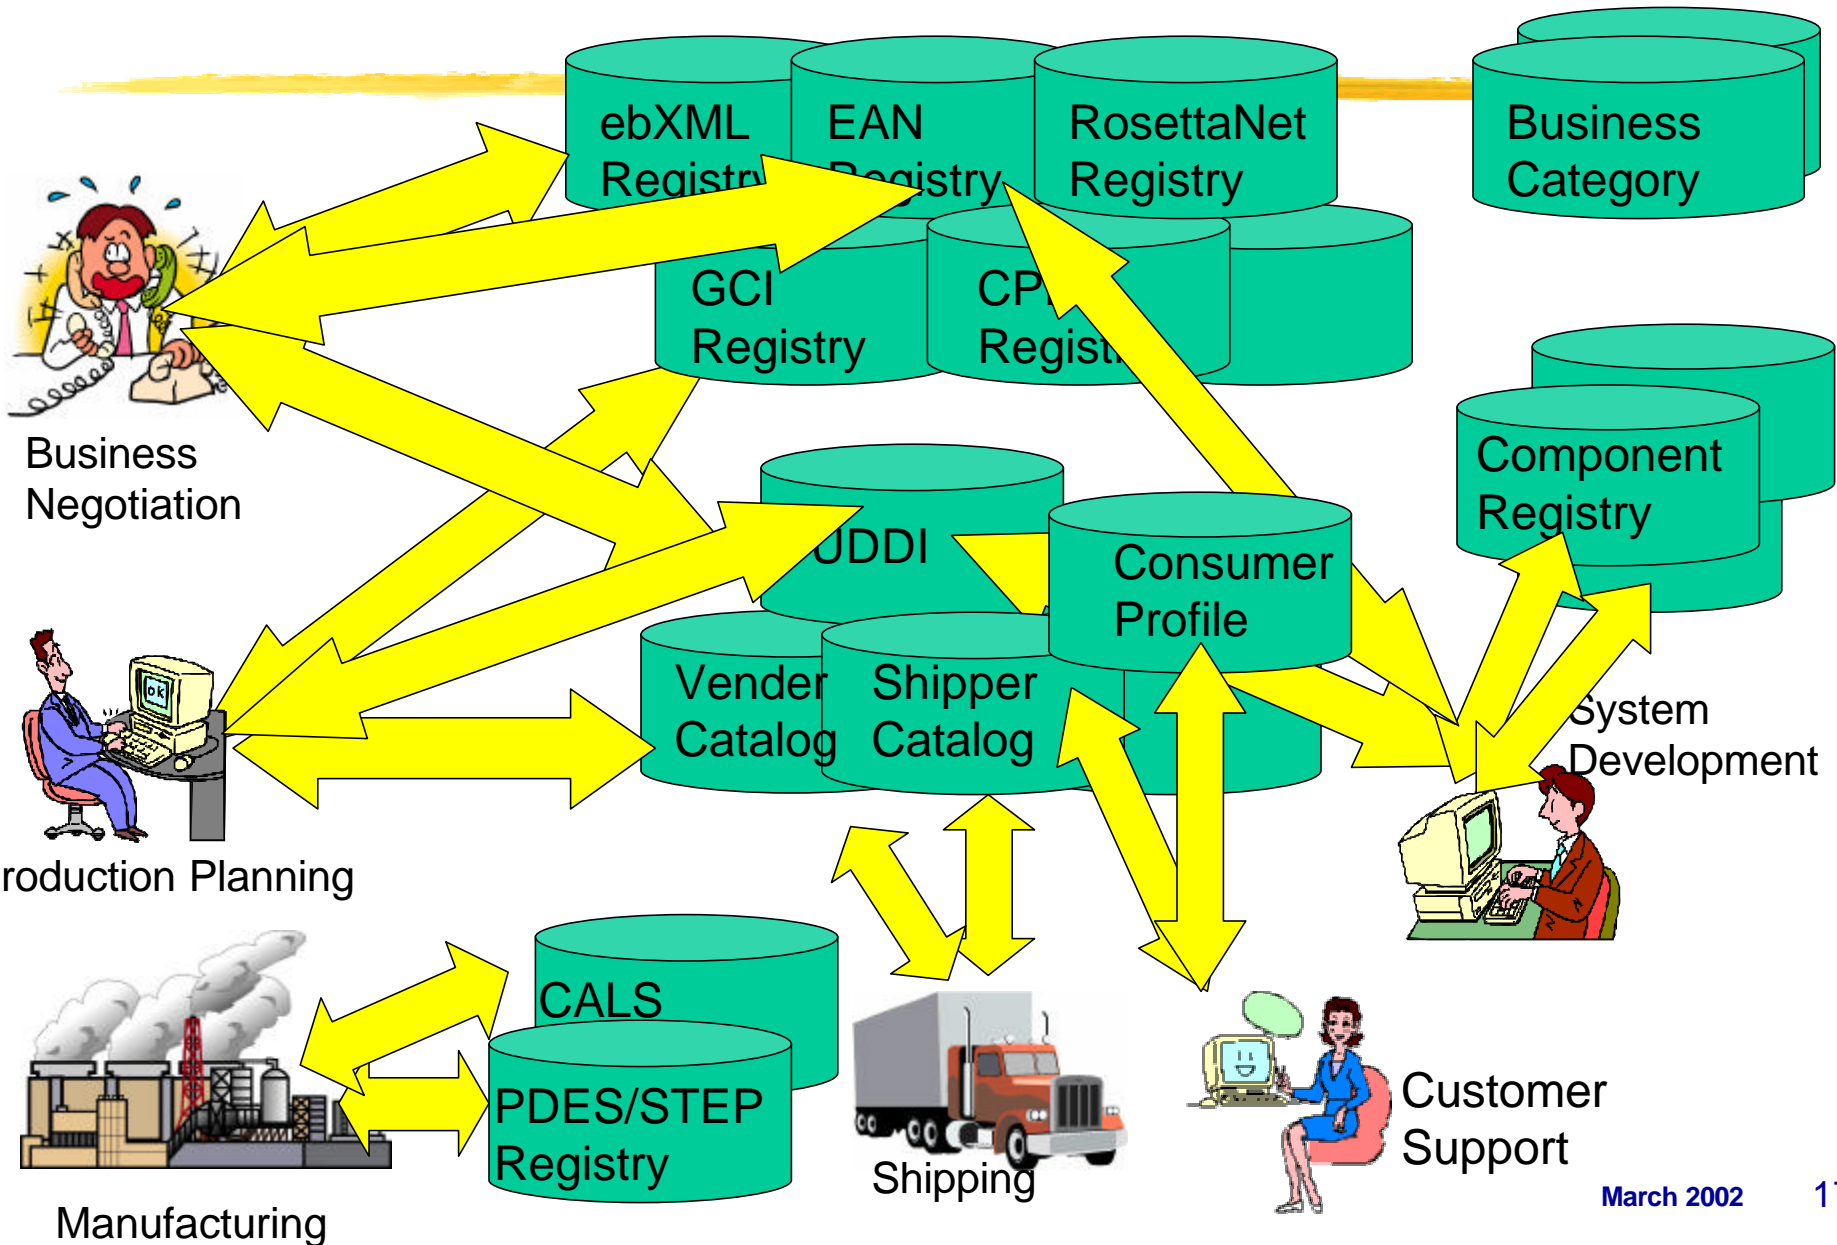 ebXML
Registry
EAN
Registry
RosettaNet
Registry
Business
Category
GCI
Registry
Business
Negotiation
UDDI
Consumer
Profile
Component
Registry
Vender
Catalog
Shipper
Catalog
System
Development
ok
roduction Planning
CALS
PDES/STEP
Registry
Manufacturing
Shipping
Customer
Support
March 2002